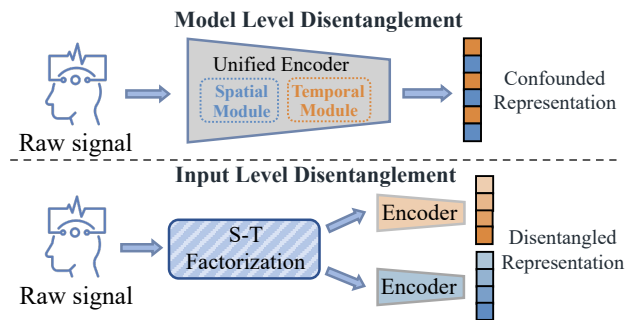 Model Level Disentanglement
Raw signal
Unified Encoder
Spatial
Module
Temporal
Module
Confounded
Representation
Input Level Disentanglement
Raw signal
S-T
Factorization
Encoder
Encoder
Disentangled
Representation